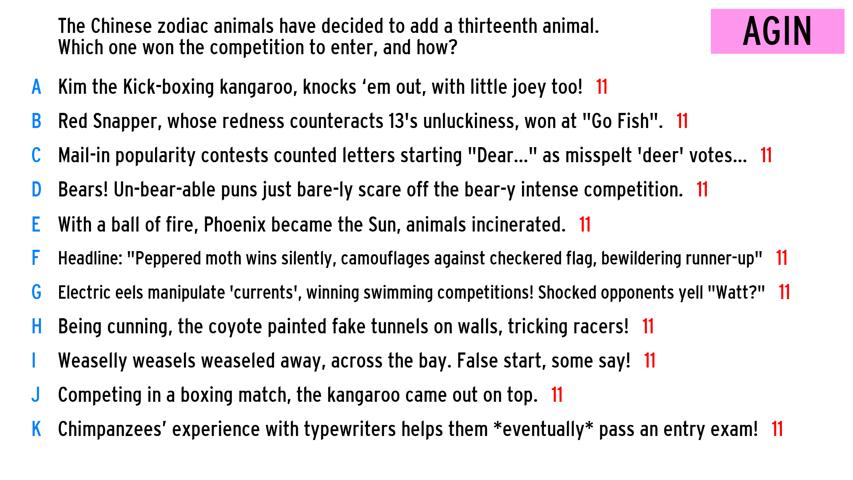 The Chinese zodiac animals have decided to add a thirteenth animal.
Which one won the competition to enter, and how?
AGIN
A Kim the Kick-boxing kangaroo, knocks ‘em out, with little joey too! 11
B Red Snapper, whose redness counteracts 13's unluckiness, won at "Go Fish". 11
C Mail-in popularity contests counted letters starting "Dear..." as misspelt 'deer' votes... 11
D Bears! Un-bear-able puns just bare-ly scare off the bear-y intense competition. 11
E With a ball of fire, Phoenix became the Sun, animals incinerated. 11
F Headline: "Peppered moth wins silently, camouflages against checkered flag, bewildering runner-up" 11
G Electric eels manipulate 'currents', winning swimming competitions! Shocked opponents yell "Watt?" 11
H Being cunning, the coyote painted fake tunnels on walls, tricking racers! 11
I Weaselly weasels weaseled away, across the bay. False start, some say! 11
J Competing in a boxing match, the kangaroo came out on top. 11
K Chimpanzees’ experience with typewriters helps them *eventually* pass an entry exam! 11